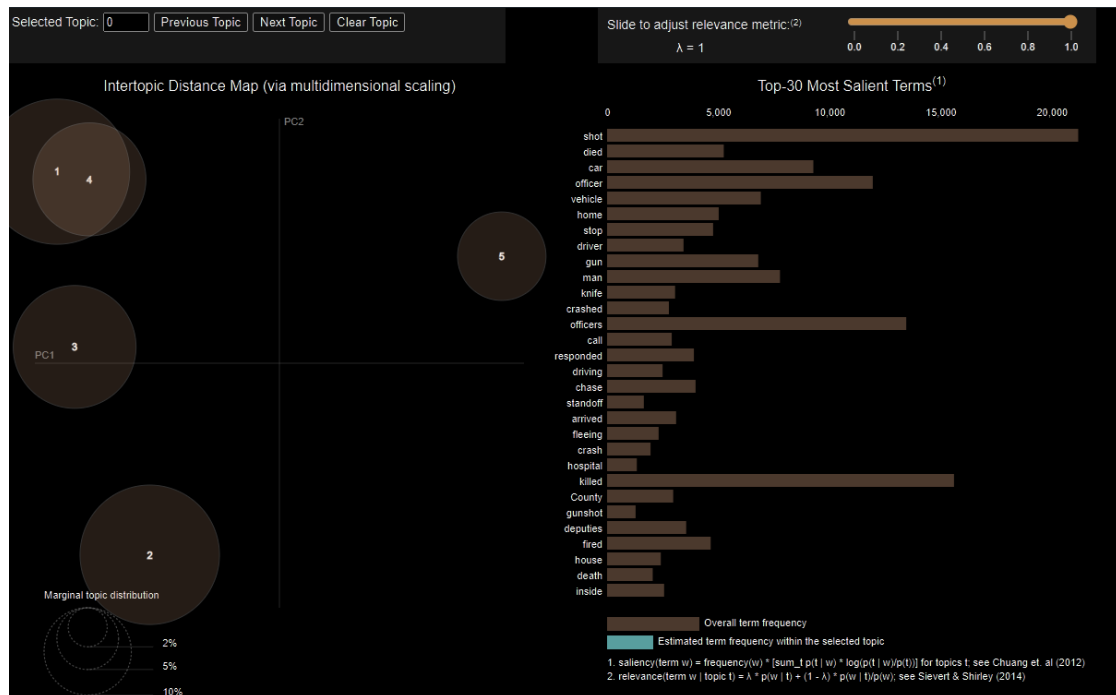 Selected Topic: 0 Previous Topic Next Topic Clear Topic
Slide to adjust relevance metric:(2)
λ = 1
0.0 0.2 0.4 0.6 0.8 1.0
Intertopic Distance Map (via multidimensional scaling)
PC2
PC1
1
4
5
3
2
Marginal topic distribution
2%
5%
10%
Top-30 Most Salient Terms(1)
0 5,000 10,000 15,000 20,000
shot
died
car
officer
vehicle
home
stop
driver
gun
man
knife
crashed
officers
call
responded
driving
chase
standoff
arrived
fleeing
crash
hospital
killed
County
gunshot
deputies
fired
house
death
inside
Overall term frequency
Estimated term frequency within the selected topic
1. saliency(term w) = frequency(w) * [sum_t p(t | w) * log(p(t | w)/p(t))] for topics t; see Chuang et. al (2012)
2. relevance(term w | topic t) = λ * p(w | t) + (1 - λ) * p(w | t)/p(w); see Sievert & Shirley (2014)